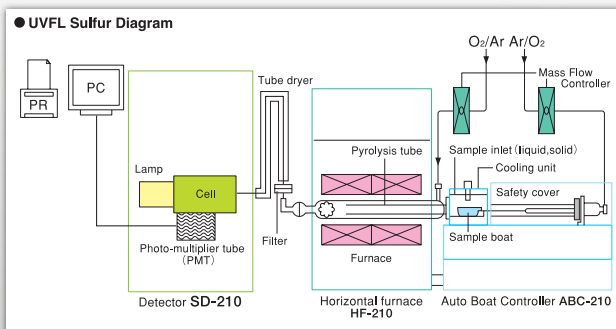 ● UVFL Sulfur Diagram
O₂/Ar Ar/O₂
PR
PC
Tube dryer
Mass Flow
Controller
Pyrolysis tube
Sample inlet (liquid,solid)
Cooling unit
Lamp
Cell
Safety cover
Photo-multiplier tube
(PMT)
Filter
Furnace
Sample boat
Detector SD-210
Horizontal furnace
HF-210
Auto Boat Controller ABC-210